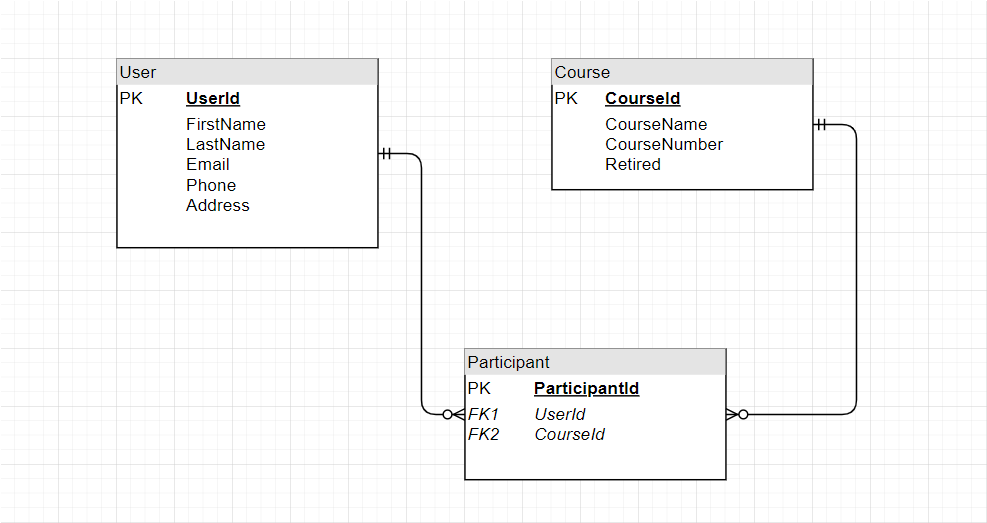 User
PK UserId
FirstName
LastName
Email
Phone
Address
Course
PK CourseId
CourseName
CourseNumber
Retired
Participant
PK ParticipantId
FK1 UserId
FK2 CourseId